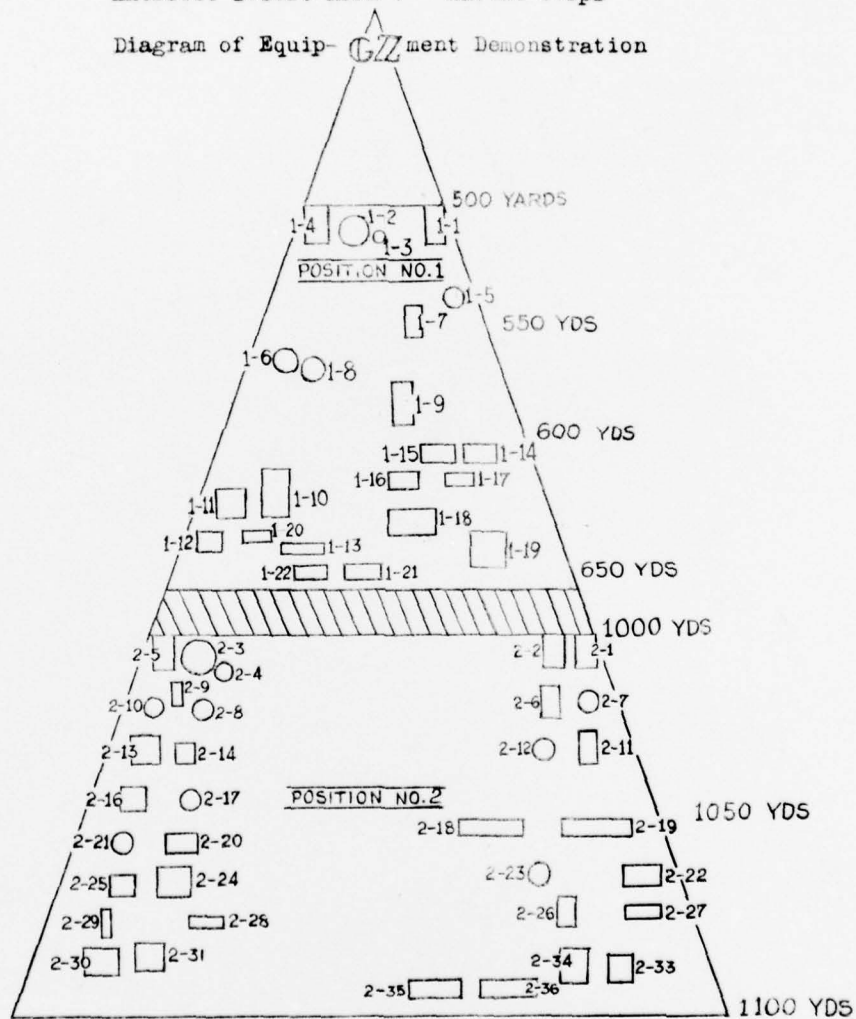 Diagram of Equip- GZ ment Demonstration
500 YARDS
1-4 1-2 1-1
1-3
POSITION NO.1
1-5
1-7 550 YDS
1-6 1-8
1-9
600 YDS
1-15 1-14
1-16 1-17
1-11 1-10
1-18
1-12 1-20 1-13 1-19
1-22 1-21 650 YDS
1000 YDS
2-5 2-3 2-2 2-1
2-4
2-9
2-10 2-8 2-6 2-7
2-13 2-14 2-12 2-11
2-16 2-17 POSITION NO.2
1050 YDS
2-18 2-19
2-21 2-20
2-25 2-24 2-23 2-22
2-29 2-28 2-26 2-27
2-30 2-31 2-34 2-33
2-35 2-36
1100 YDS